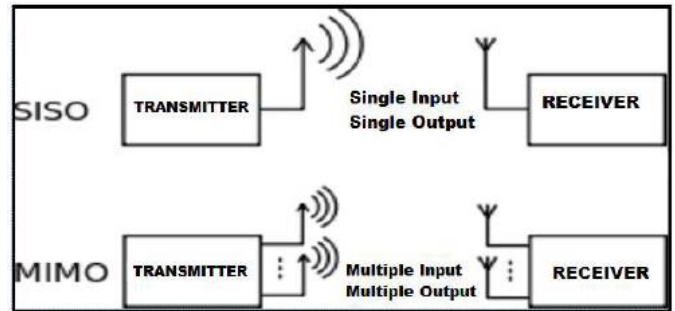 SISO
TRANSMITTER
Single Input
Single Output
RECEIVER
MIMO
TRANSMITTER
Multiple Input
Multiple Output
RECEIVER